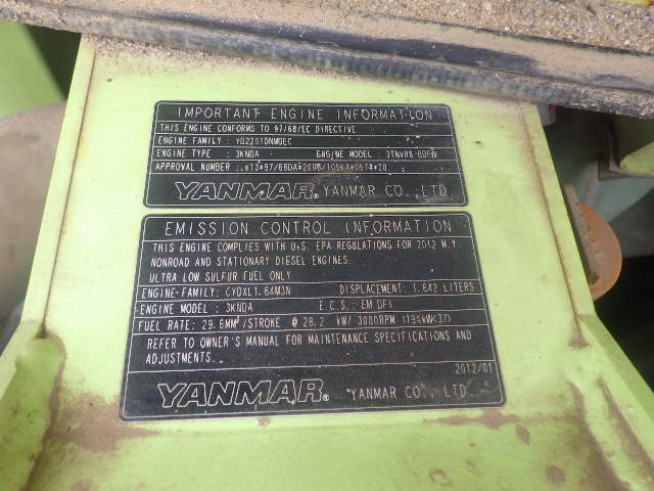 IMPORTANT ENGINE INFORMATION
THIS ENGINE CONFORMS TO 97/68/EC DIRECTIVE
ENGINE FAMILY :
ENGINE TYPE : 3KNDA ENGINE MODEL :
APPROVAL NUMBER :
YANMAR YANMAR CO., LTD.
EMISSION CONTROL INFORMATION
THIS ENGINE COMPLIES WITH U.S. EPA REGULATIONS FOR 2012 M.Y.
NONROAD AND STATIONARY DIESEL ENGINES.
ULTRA LOW SULFUR FUEL ONLY
ENGINE FAMILY: CYDXL1.64M3N DISPLACEMENT: 1.642 LITERS
ENGINE MODEL : 3KNDA E.C.S.: EM DFI
FUEL RATE: 29.6MM³/STROKE @ 28.2 kW/ 3000RPM (19≤kW<37)
REFER TO OWNER'S MANUAL FOR MAINTENANCE SPECIFICATIONS AND
ADJUSTMENTS.
2012/01
YANMAR® YANMAR CO., LTD.